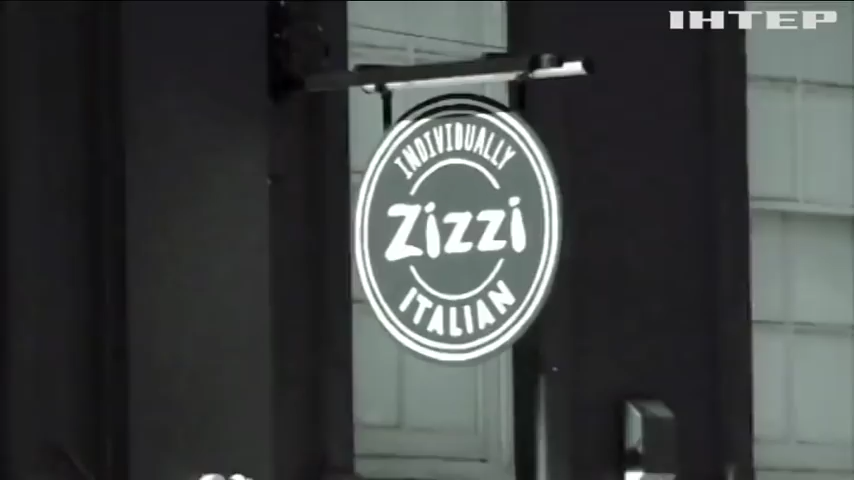 ІНТЕР
INDIVIDUALLY
Zizzi
ITALIAN